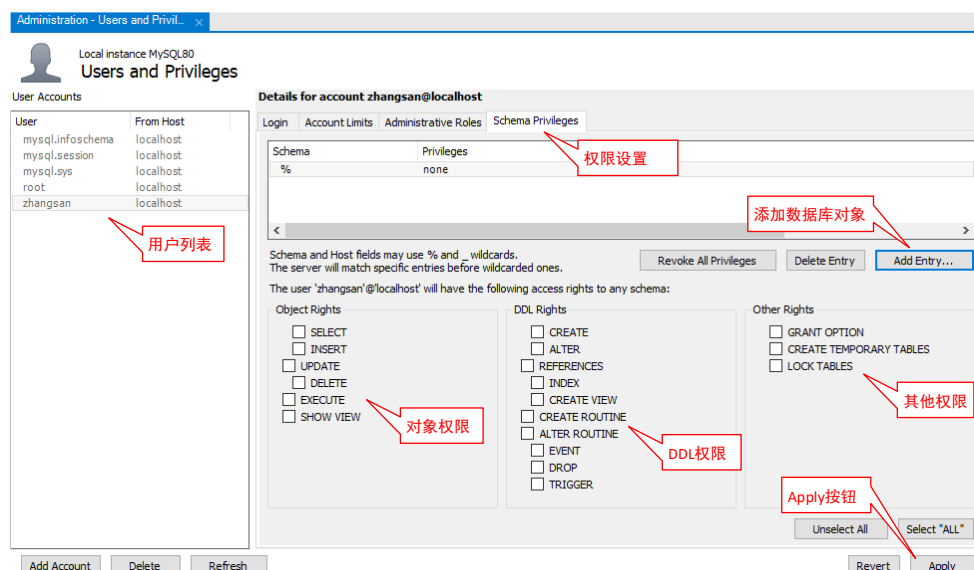 Administration - Users and Privil...
Local instance MySQL80
Users and Privileges
User Accounts
User From Host
mysql.infoschema localhost
mysql.session localhost
mysql.sys localhost
root localhost
zhangsan localhost
用户列表
Add Account Delete Refresh
Details for account zhangsan@localhost
Login Account Limits Administrative Roles Schema Privileges
权限设置
Schema Privileges
% none
添加数据库对象
Schema and Host fields may use % and _ wildcards.
The server will match specific entries before wildcarded ones.
Revoke All Privileges Delete Entry Add Entry...
The user 'zhangsan'@'localhost' will have the following access rights to any schema:
Object Rights
SELECT
INSERT
UPDATE
DELETE
EXECUTE
SHOW VIEW
对象权限
DDL Rights
CREATE
ALTER
REFERENCES
INDEX
CREATE VIEW
CREATE ROUTINE
ALTER ROUTINE
EVENT
DROP
TRIGGER
DDL权限
Other Rights
GRANT OPTION
CREATE TEMPORARY TABLES
LOCK TABLES
其他权限
Apply按钮
Unselect All Select "ALL"
Revert Apply